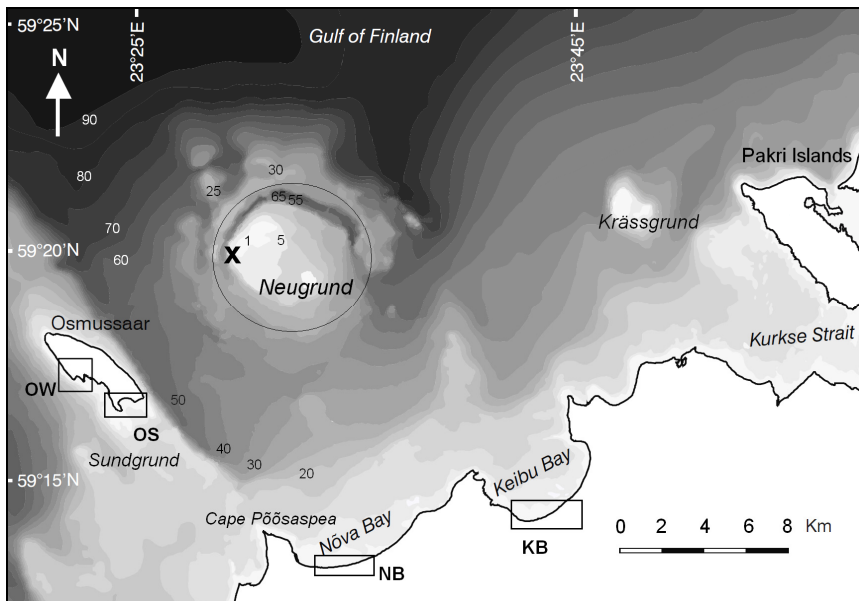 59°25'N
23°25'E
Gulf of Finland
23°45'E
N
90
80
70
60
25
30
65
55
Pakri Islands
Krässgrund
59°20'N
X
1
5
Neugrund
Osmussaar
Kurkse Strait
OW
OS
50
Sundgrund
40
30
20
59°15'N
Keibu Bay
Cape Põõsaspea
Nõva Bay
KB
NB
0 2 4 6 8 Km